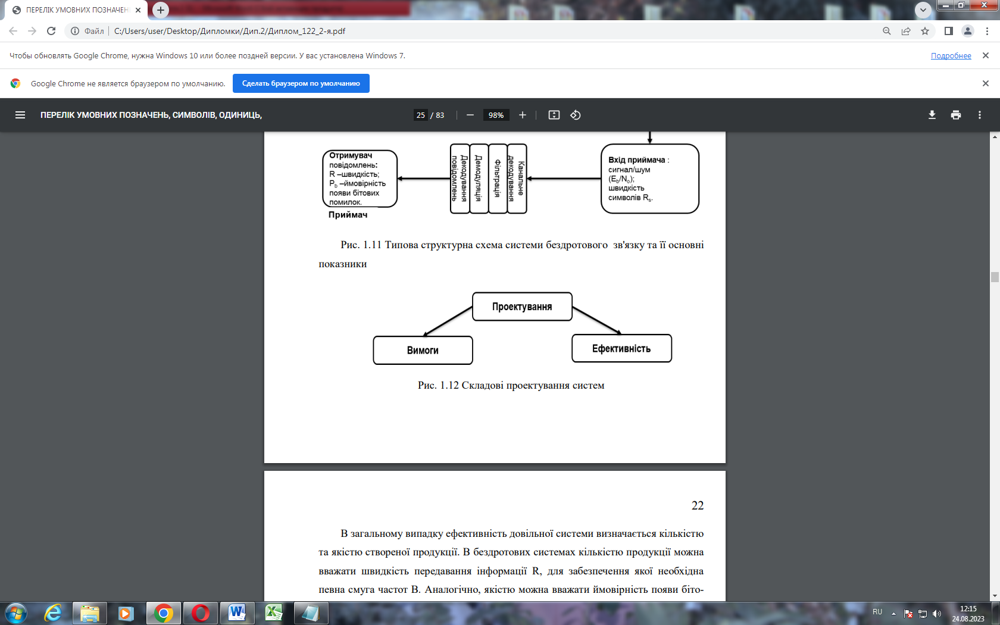 ПЕРЕЛІК УМОВНИХ ПОЗНАЧЕН
Файл
C:/Users/user/Desktop/Дипломки/Дип.2/Диплом_122_2-я.pdf
Чтобы обновлять Google Chrome, нужна Windows 10 или более поздней версии. У вас установлена Windows 7.
Подробнее
Google Chrome не является браузером по умолчанию.
Сделать браузером по умолчанию
ПЕРЕЛІК УМОВНИХ ПОЗНАЧЕНЬ, СИМВОЛІВ, ОДИНИЦЬ,
25 / 83
98%
Отримувач
повідомлень:
R –швидкість;
Pb –ймовірність
появи бітових
помилок.
Приймач
Декодування
повідомлень
Демодуляція
Фільтрація
Канальне
декодування
Вхід приймача :
сигнал/шум
(Eb/No);
швидкість
символів Rs.
Рис. 1.11 Типова структурна схема системи бездротового зв'язку та її основні
показники
Проектування
Вимоги
Ефективність
Рис. 1.12 Складові проектування систем
22
В загальному випадку ефективність довільної системи визначається кількістю
та якістю створеної продукції. В бездротових системах кількістю продукції можна
вважати швидкість передавання інформації R, для забезпечення якої необхідна
певна смуга частот B. Аналогічно, якістю можна вважати ймовірність появи біто-
RU
12:15
24.08.2023